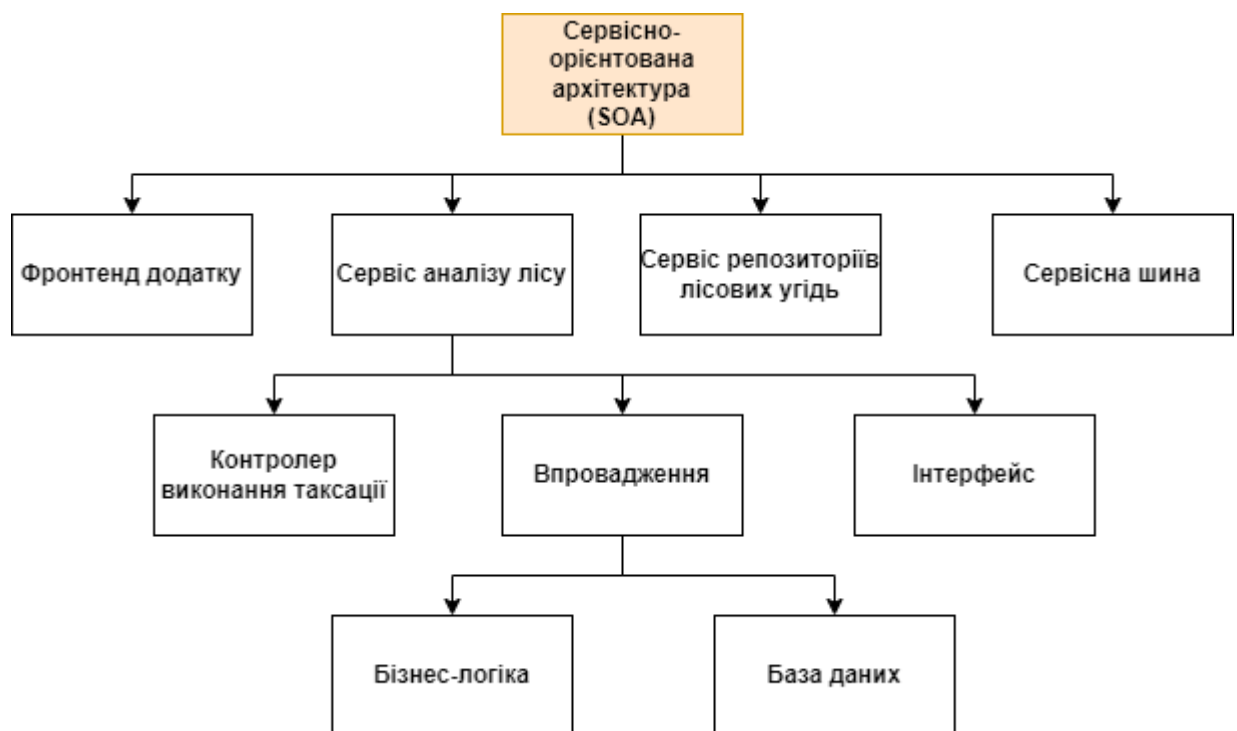 Сервісно-
орієнтована
архітектура
(SOA)
Фронтенд додатку
Сервіс аналізу лісу
Сервіс репозиторіїв
лісових угідь
Сервісна шина
Контролер
виконання таксації
Впровадження
Інтерфейс
Бізнес-логіка
База даних